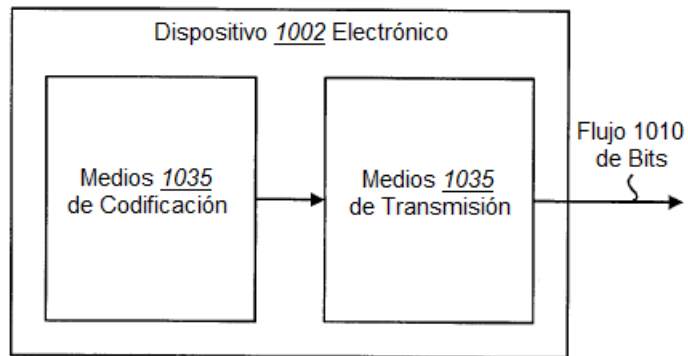 Dispositivo 1002 Electrónico
Medios 1035
de Codificación
Medios 1035
de Transmisión
Flujo 1010
de Bits